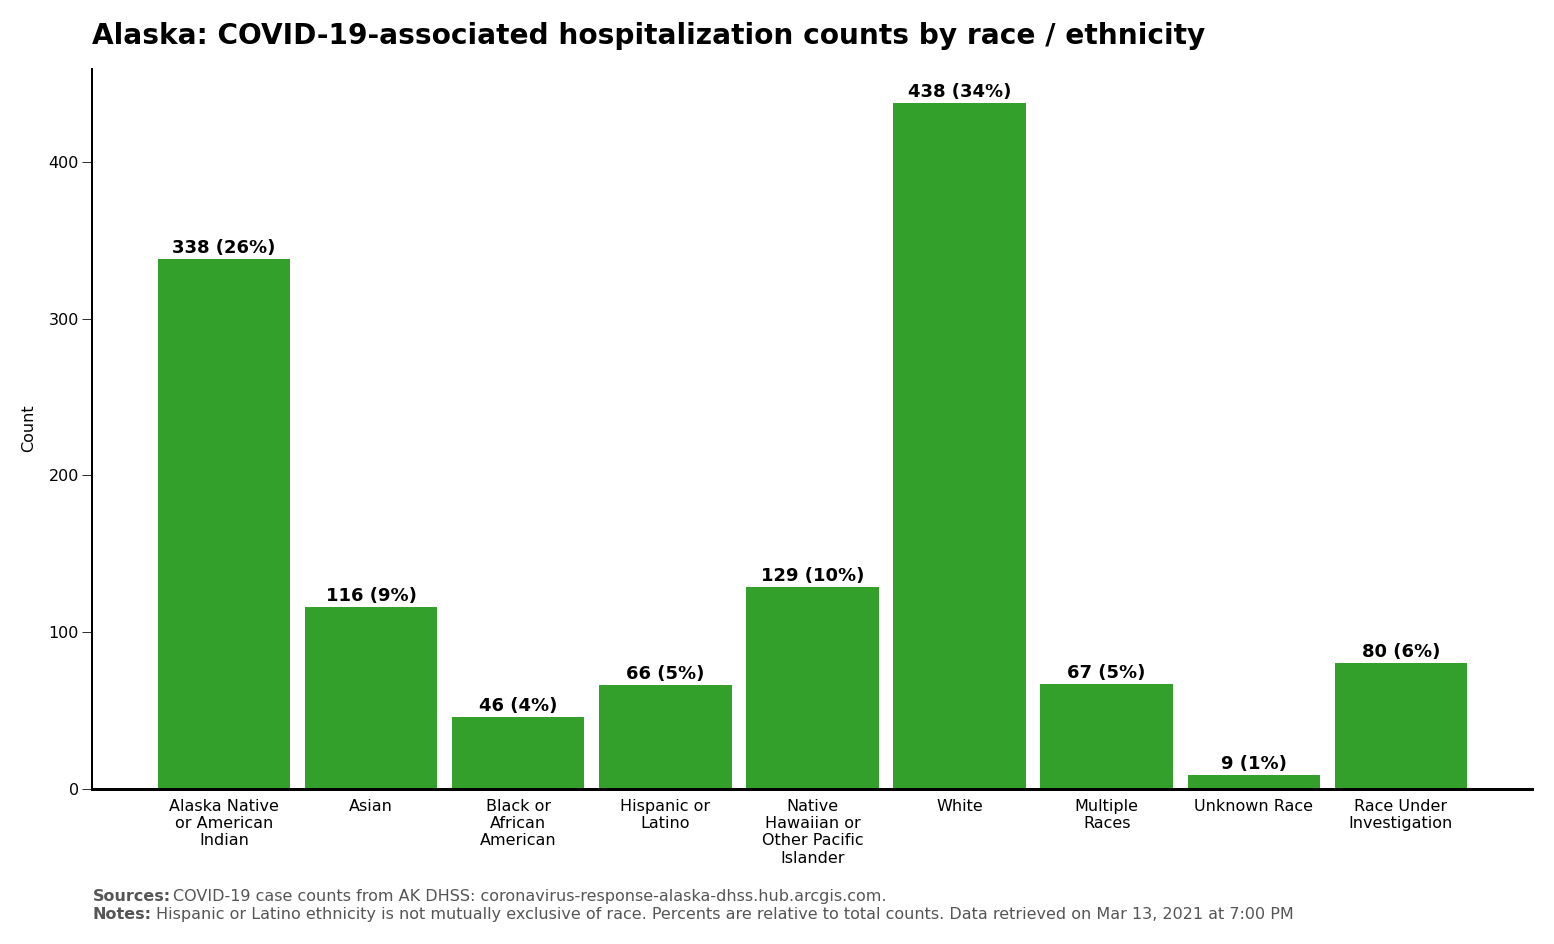 Alaska: COVID-19-associated hospitalization counts by race / ethnicity
438 (34%)
400
338 (26%)
300
Count
200
129 (10%)
116 (9%)
100
80 (6%)
66 (5%)
67 (5%)
46 (4%)
9 (1%)
0
Alaska Native
or American
Indian
Asian
Black or
African
American
Hispanic or
Latino
Native
Hawaiian or
Other Pacific
Islander
White
Multiple
Races
Unknown Race
Race Under
Investigation
Sources: COVID-19 case counts from AK DHSS: coronavirus-response-alaska-dhss.hub.arcgis.com.
Notes: Hispanic or Latino ethnicity is not mutually exclusive of race. Percents are relative to total counts. Data retrieved on Mar 13, 2021 at 7:00 PM